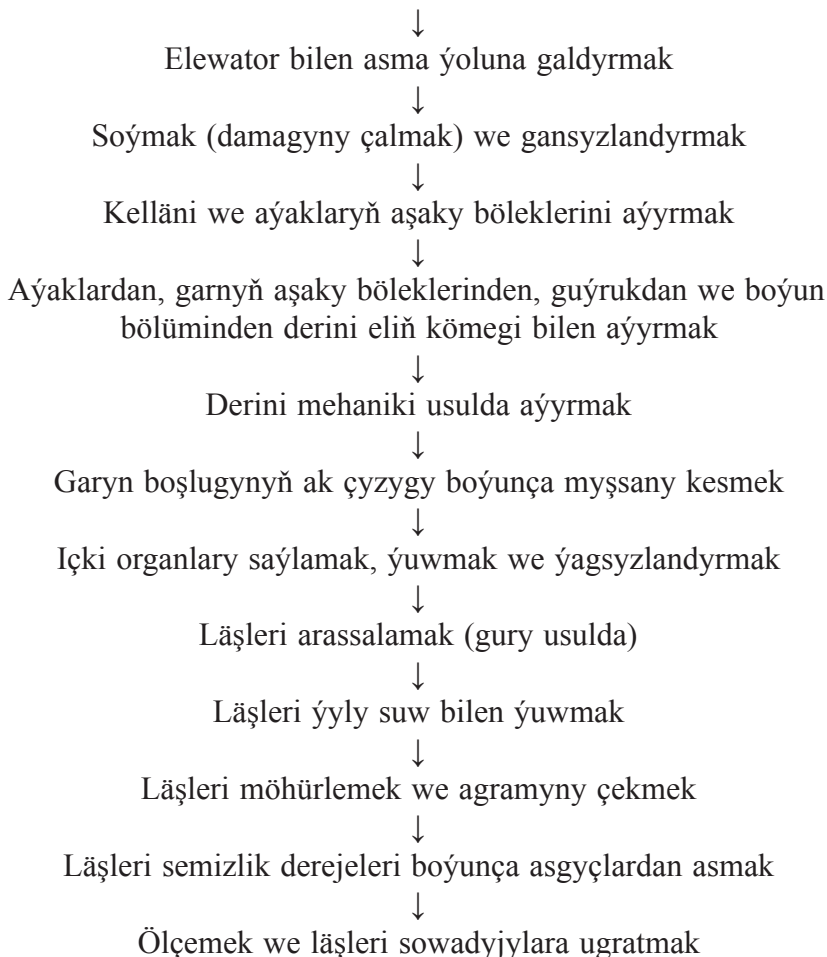 ↓
Elewator bilen asma ýoluna galdyrmak
↓
Soýmak (damagyny çalmak) we gansyzlandyrmak
↓
Kelläni we aýaklaryň aşaky böleklerini aýyrmak
↓
Aýaklardan, garnyň aşaky böleklerinden, guýrukdan we boýun
bölüminden derini eliň kömegi bilen aýyrmak
↓
Derini mehaniki usulda aýyrmak
↓
Garyn boşlugynyň ak çyzygy boýunça myşsany kesmek
↓
Içki organlary saýlamak, ýuwmak we ýagsyzlandyrmak
↓
Läşleri arassalamak (gury usulda)
↓
Läşleri ýyly suw bilen ýuwmak
↓
Läşleri möhürlemek we agramyny çekmek
↓
Läşleri semizlik derejeleri boýunça asgyçlardan asmak
↓
Ölçemek we läşleri sowadyjylara ugratmak